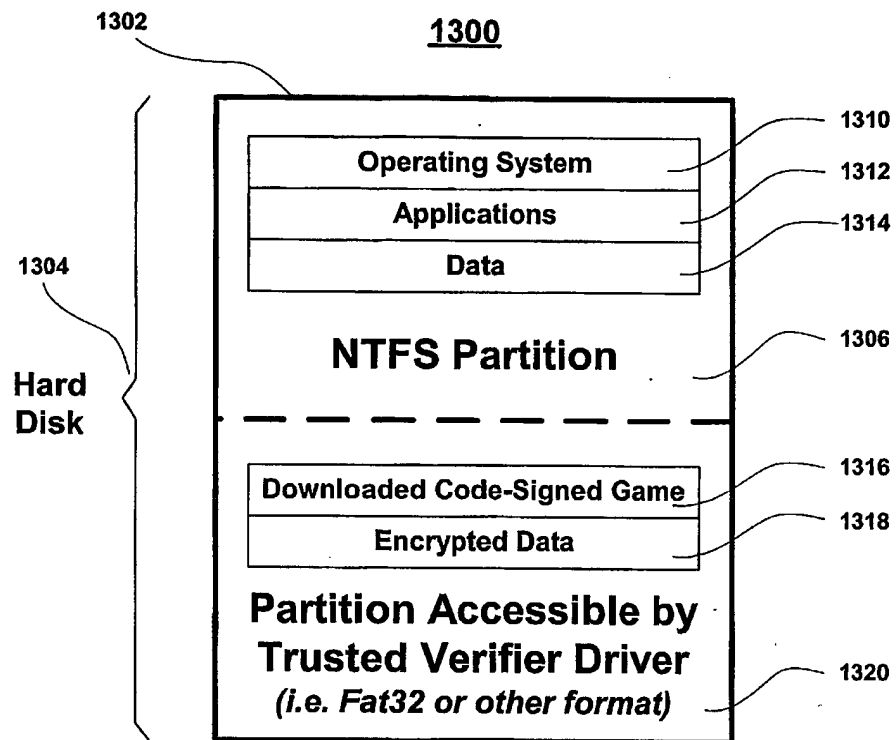 1302
1300
1310
Operating System
1312
Applications
1314
Data
1304
NTFS Partition
1306
Hard
Disk
1316
Downloaded Code-Signed Game
1318
Encrypted Data
Partition Accessible by
Trusted Verifier Driver
1320
(i.e. Fat32 or other format)